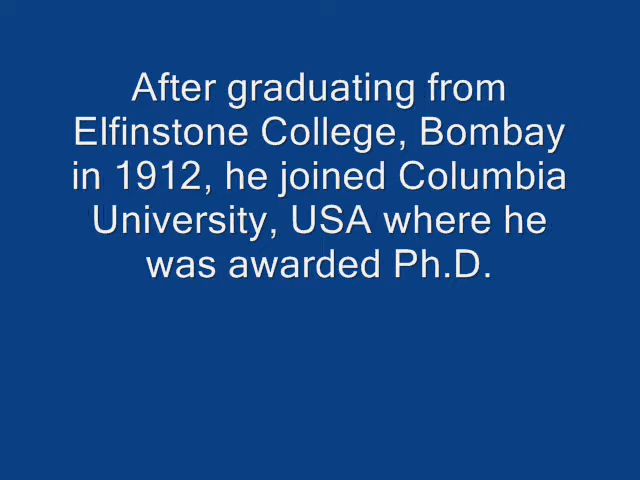 After graduating from
Elfinstone College, Bombay
in 1912, he joined Columbia
University, USA where he
was awarded Ph.D.